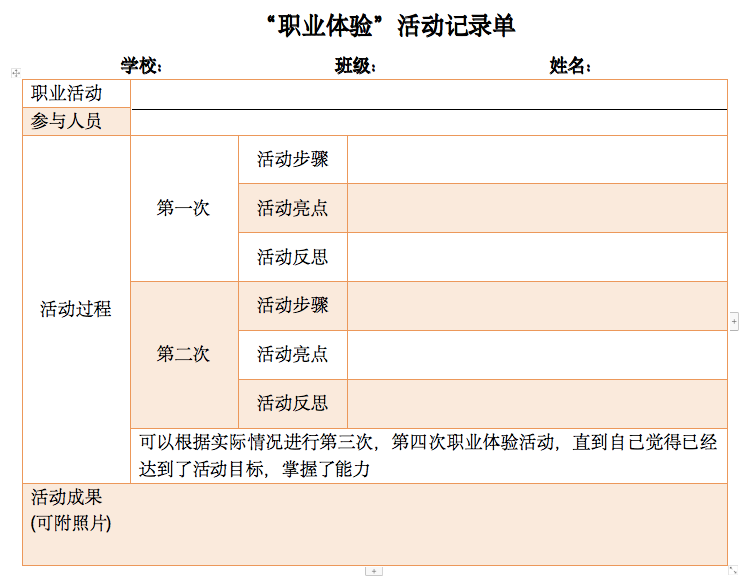 “职业体验”活动记录单
学校： 班级： 姓名：
职业活动
参与人员
活动过程
第一次
活动步骤
活动亮点
活动反思
第二次
活动步骤
活动亮点
活动反思
可以根据实际情况进行第三次，第四次职业体验活动，直到自己觉得已经
达到了活动目标，掌握了能力
活动成果
(可附照片)